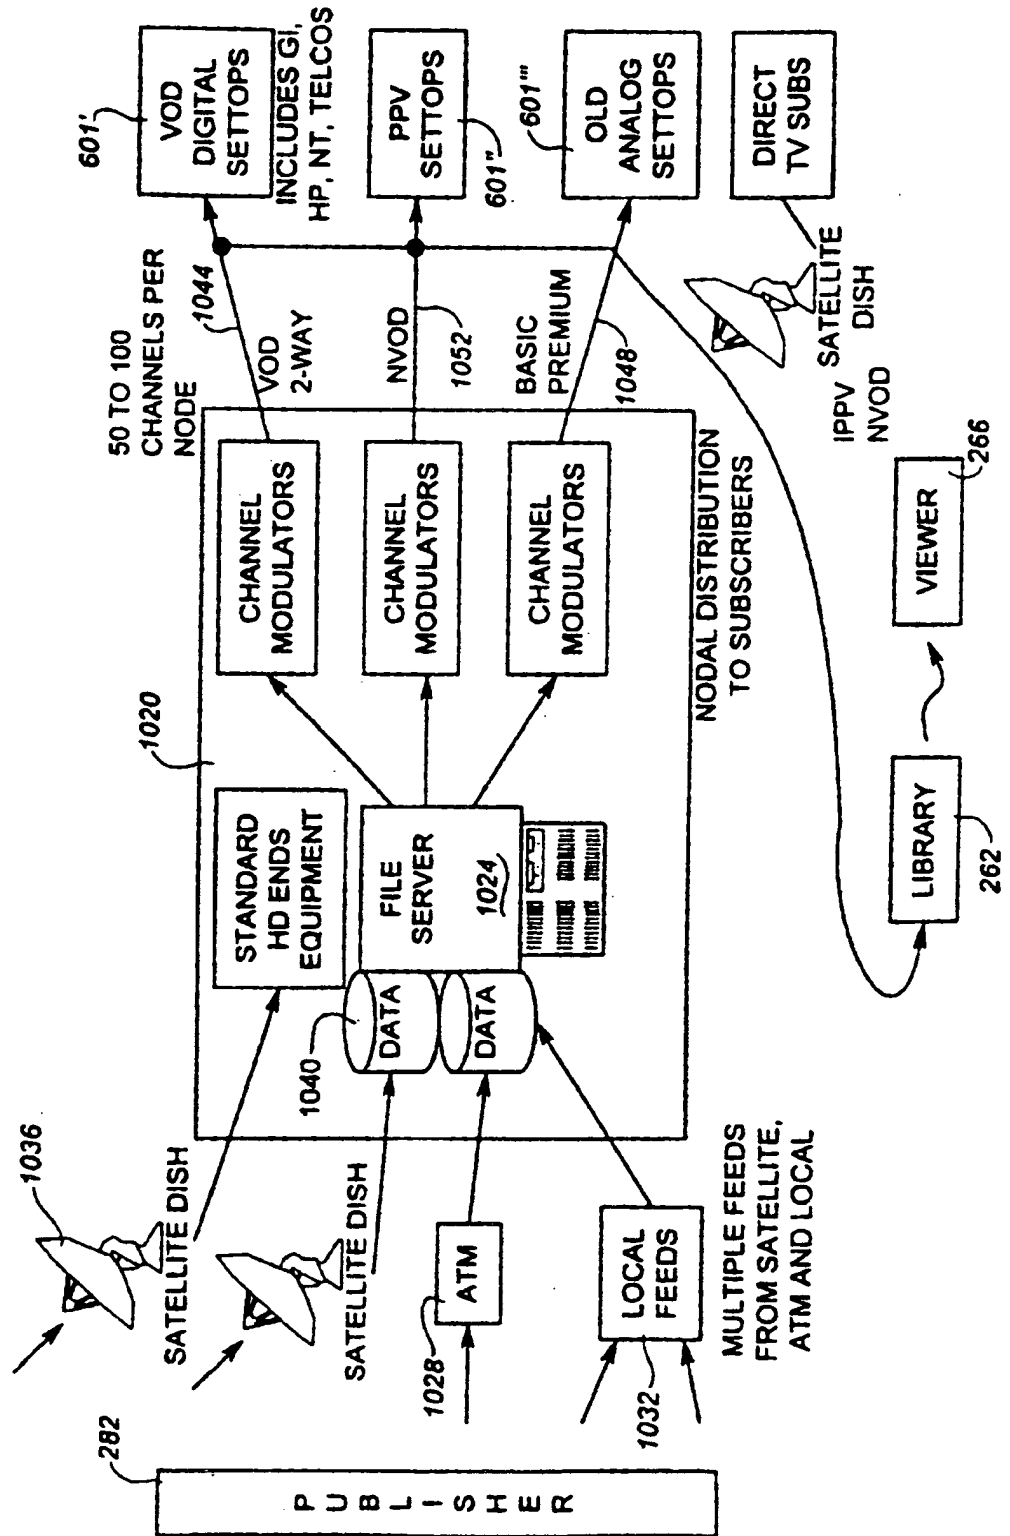 282
PUBLISHER
1036
SATELLITE DISH
SATELLITE DISH
1028
ATM
1032
LOCAL
FEEDS
MULTIPLE FEEDS
FROM SATELLITE,
ATM AND LOCAL
1020
STANDARD
HD ENDS
EQUIPMENT
1040
DATA
DATA
FILE
SERVER
1024
CHANNEL
MODULATORS
CHANNEL
MODULATORS
CHANNEL
MODULATORS
NODAL DISTRIBUTION
TO SUBSCRIBERS
50 TO 100
CHANNELS PER
NODE
1044
VOD
2-WAY
NVOD
1052
BASIC
PREMIUM
1048
601'
VOD
DIGITAL
SETTOPS
INCLUDES GI,
HP, NT, TELCOS
PPV
SETTOPS
601"
601'''
OLD
ANALOG
SETTOPS
DIRECT
TV SUBS
SATELLITE
DISH
IPPV
NVOD
LIBRARY
262
VIEWER
266